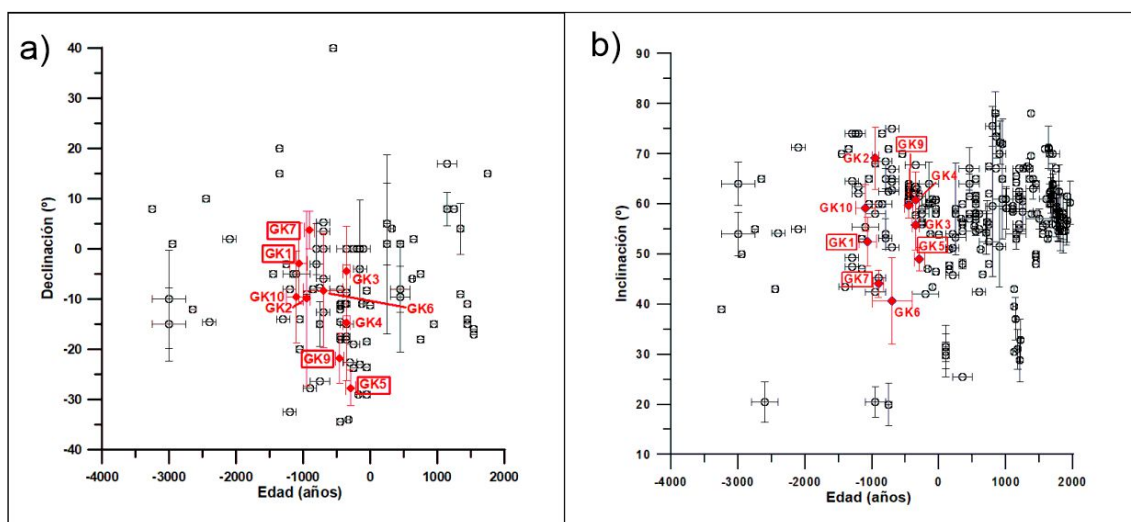 a)
40
30
20
10
0
-10
-20
-30
-40
Declinación (º)
GK7
GK1
GK3
GK10
GK2
GK6
GK4
GK9
GK5
-4000 -3000 -2000 -1000 0 1000 2000
Edad (años)
b)
90
80
70
60
50
40
30
20
10
Inclinación (º)
GK9
GK2
GK4
GK10
GK3
GK1
GK5
GK7
GK6
-4000 -3000 -2000 -1000 0 1000 2000
Edad (años)